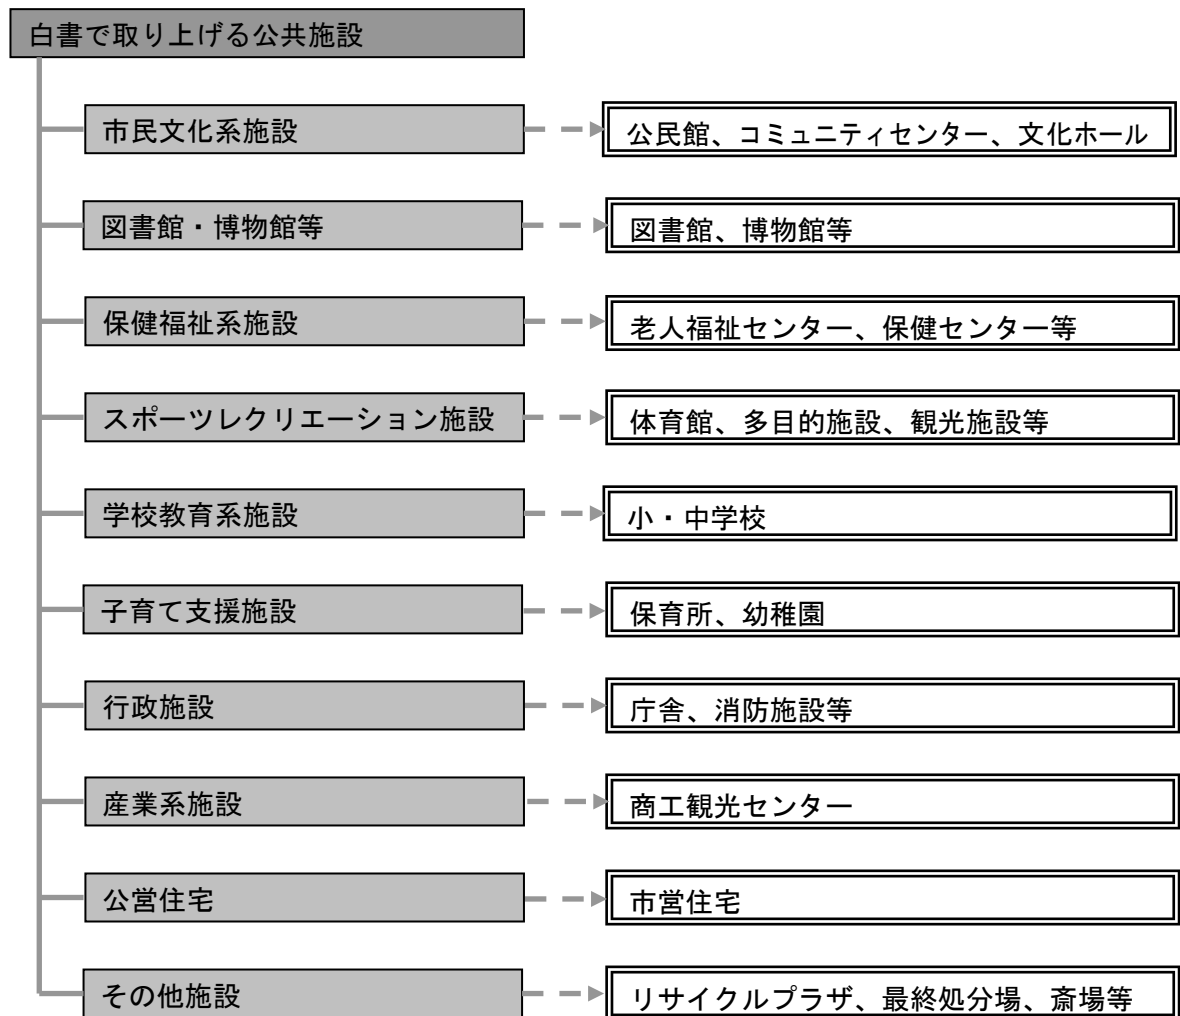 白書で取り上げる公共施設
市民文化系施設
公民館、コミュニティセンター、文化ホール
図書館・博物館等
図書館、博物館等
保健福祉系施設
老人福祉センター、保健センター等
スポーツレクリエーション施設
体育館、多目的施設、観光施設等
学校教育系施設
小・中学校
子育て支援施設
保育所、幼稚園
行政施設
庁舎、消防施設等
産業系施設
商工観光センター
公営住宅
市営住宅
その他施設
リサイクルプラザ、最終処分場、斎場等